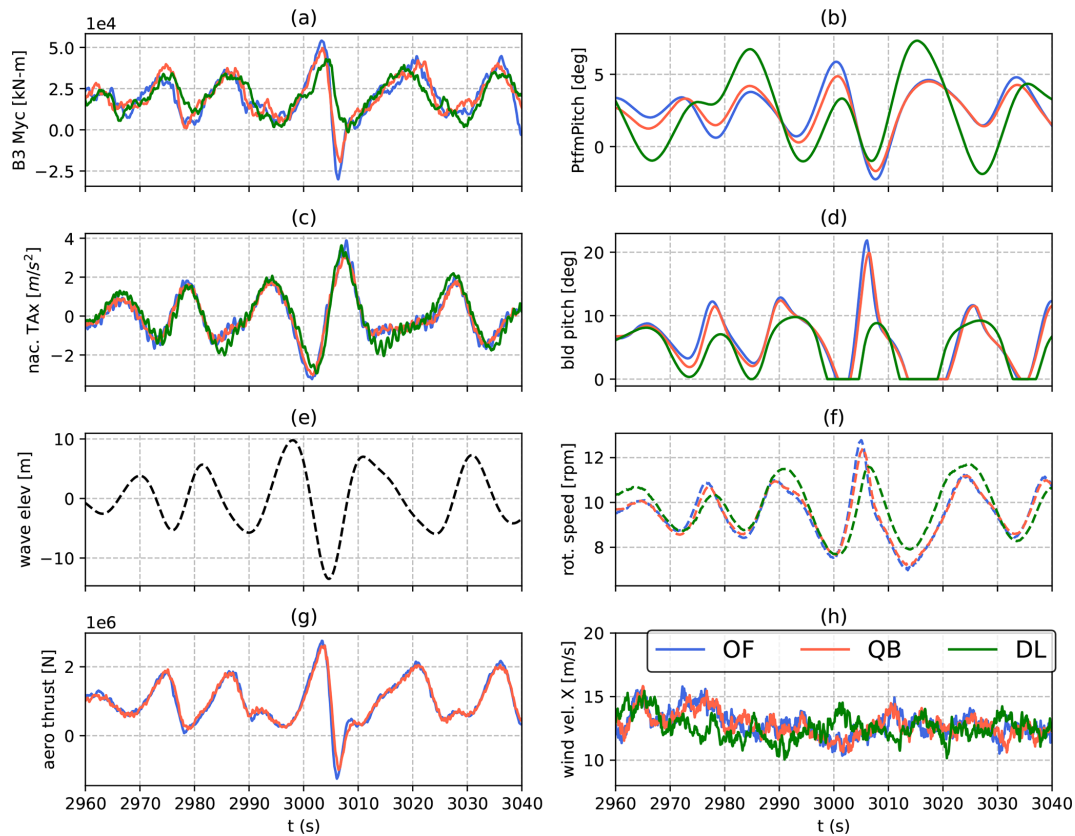 (a)
1e4
B3 Myc [kN-m]
5.0
2.5
0.0
−2.5
(b)
PtfmPitch [deg]
5
0
(c)
nac. TAx [m/s²]
4
2
0
−2
(d)
bld pitch [deg]
20
10
0
(e)
wave elev [m]
10
0
−10
(f)
rot. speed [rpm]
12
10
8
(g)
1e6
aero thrust [N]
2
0
2960 2970 2980 2990 3000 3010 3020 3030 3040
t (s)
(h)
wind vel. X [m/s]
20
15
10
OF QB DL
2960 2970 2980 2990 3000 3010 3020 3030 3040
t (s)